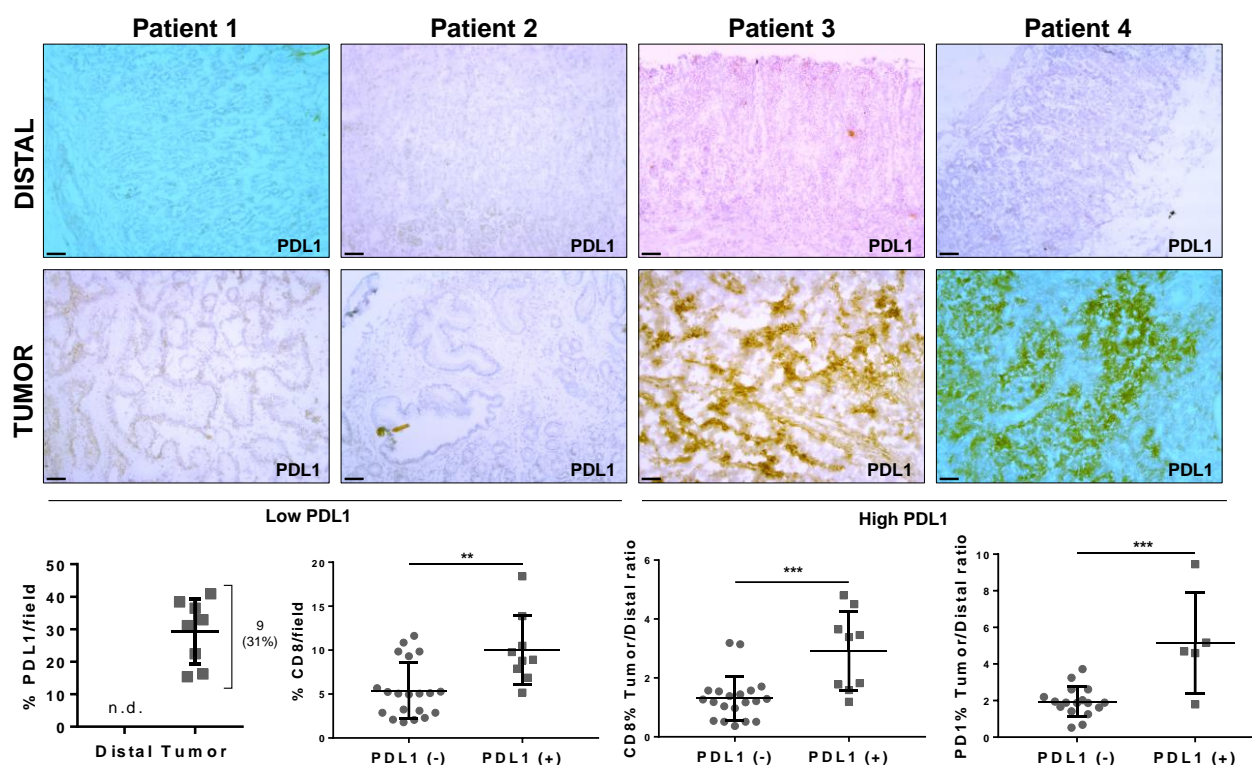 Patient 1 Patient 2 Patient 3 Patient 4
DISTAL
PDL1 PDL1 PDL1 PDL1
TUMOR
PDL1 PDL1 PDL1 PDL1
Low PDL1 High PDL1
% PDL1/field
50
40
30
20
10
0
n.d.
9
(31%)
Distal Tumor
% CD8/field
20
15
10
5
0
**
PDL1 (-) PDL1 (+)
CD8% Tumor/Distal ratio
6
4
2
0
***
PDL1 (-) PDL1 (+)
PD1% Tumor/Distal ratio
10
8
6
4
2
0
***
PDL1 (-) PDL1 (+)